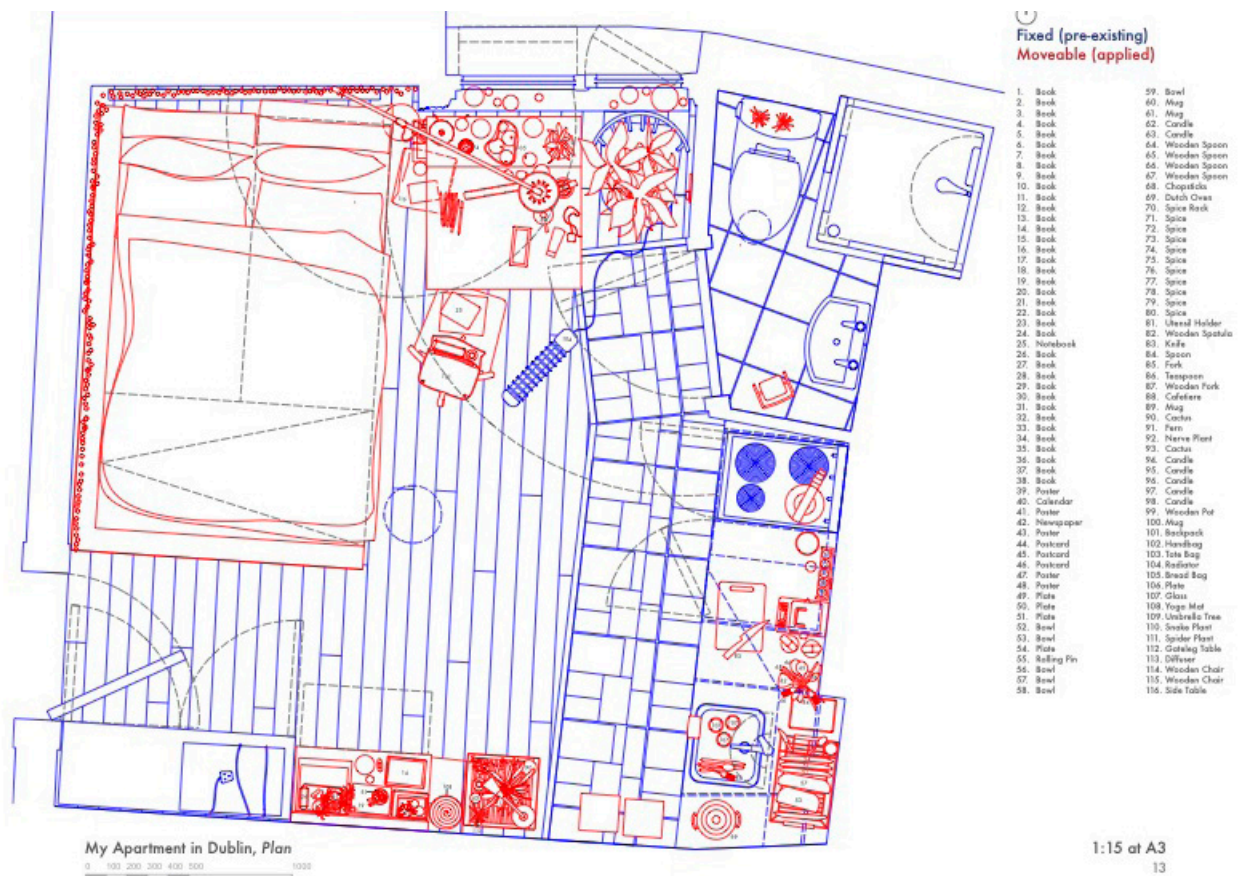 Fixed (pre-existing)
Moveable (applied)
1. Book
2. Book
3. Book
4. Book
5. Book
6. Book
7. Book
8. Book
9. Book
10. Book
11. Book
12. Book
13. Book
14. Book
15. Book
16. Book
17. Book
18. Book
19. Book
20. Book
21. Book
22. Book
23. Book
24. Book
25. Notebook
26. Book
27. Book
28. Book
29. Book
30. Book
31. Book
32. Book
33. Book
34. Book
35. Book
36. Book
37. Book
38. Book
39. Poster
40. Calendar
41. Poster
42. Newspaper
43. Poster
44. Postcard
45. Postcard
46. Postcard
47. Poster
48. Poster
49. Plate
50. Plate
51. Plate
52. Bowl
53. Bowl
54. Plate
55. Rolling Pin
56. Bowl
57. Bowl
58. Bowl
59. Bowl
60. Mug
61. Mug
62. Candle
63. Candle
64. Wooden Spoon
65. Wooden Spoon
66. Wooden Spoon
67. Wooden Spoon
68. Chopsticks
69. Dutch Oven
70. Spice Rack
71. Spice
72. Spice
73. Spice
74. Spice
75. Spice
76. Spice
77. Spice
78. Spice
79. Spice
80. Spice
81. Utensil Holder
82. Wooden Spatula
83. Knife
84. Spoon
85. Fork
86. Teaspoon
87. Wooden Fork
88. Cafetiere
89. Mug
90. Cactus
91. Fern
92. Nerve Plant
93. Cactus
94. Candle
95. Candle
96. Candle
97. Candle
98. Candle
99. Wooden Pot
100. Mug
101. Backpack
102. Handbag
103. Tote Bag
104. Radiator
105. Bread Bag
106. Plate
107. Glass
108. Yoga Mat
109. Umbrella Tree
110. Snake Plant
111. Spider Plant
112. Gateleg Table
113. Diffuser
114. Wooden Chair
115. Wooden Chair
116. Side Table
My Apartment in Dublin, Plan
0 100 200 300 400 500 1000
1:15 at A3
13